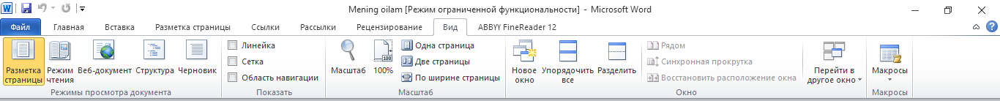 Mening oilam [Режим ограниченной функциональности] - Microsoft Word
Файл Главная Вставка Разметка страницы Ссылки Рассылки Рецензирование Вид ABBYY FineReader 12
Разметка страницы
Режим чтения
Веб-документ
Структура
Черновик
Режимы просмотра документа
Линейка
Сетка
Область навигации
Показать
Масштаб
100
100%
Одна страница
Две страницы
По ширине страницы
Масштаб
Новое окно
Упорядочить все
Разделить
Рядом
Синхронная прокрутка
Восстановить расположение окна
Перейти в другое окно
Окно
Макросы
Макросы